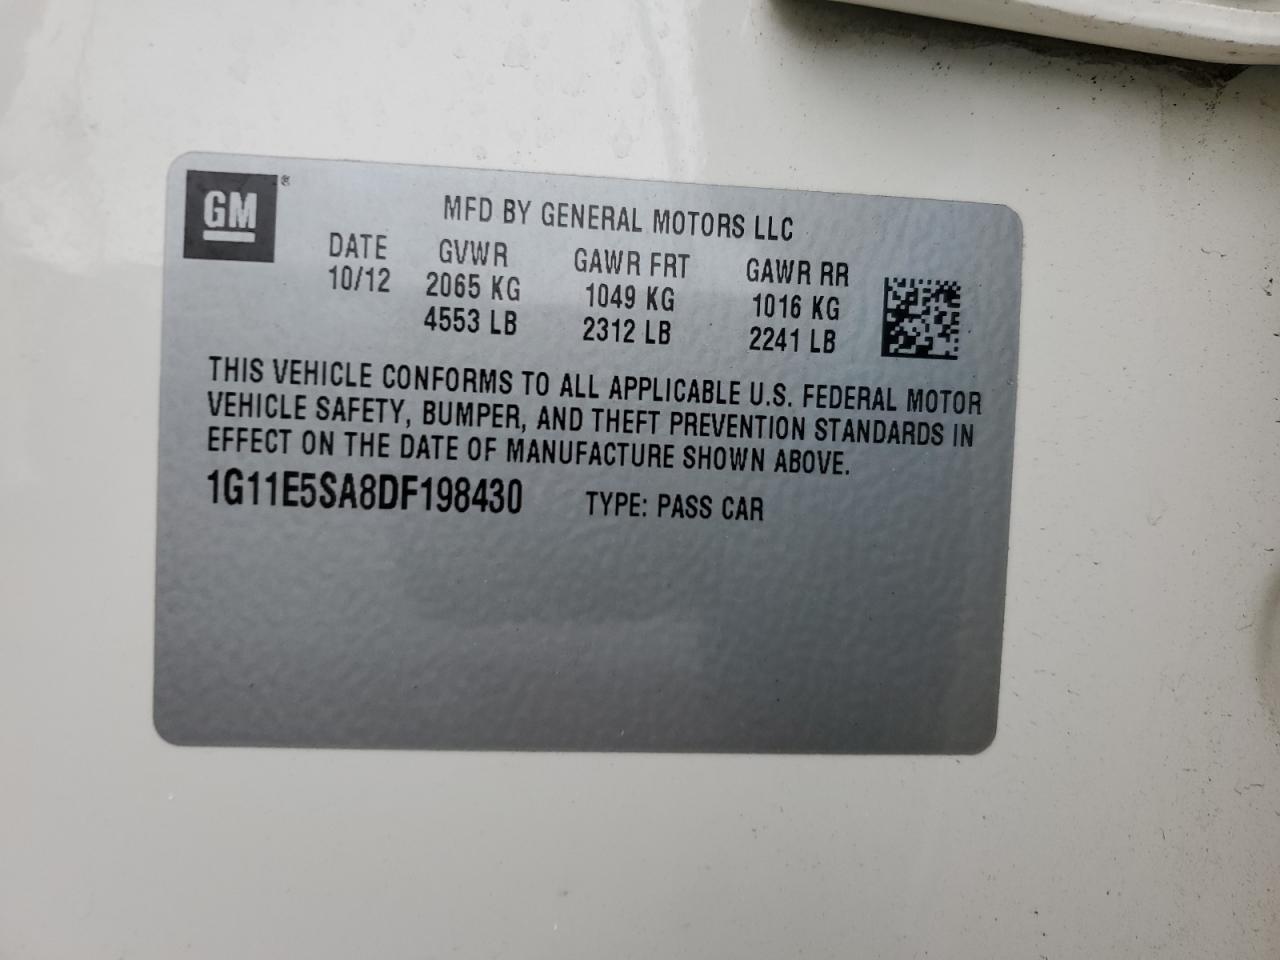 GM®
MFD BY GENERAL MOTORS LLC
DATE GVWR GAWR FRT GAWR RR
10/12 2065 KG 1049 KG 1016 KG
4553 LB 2312 LB 2241 LB
THIS VEHICLE CONFORMS TO ALL APPLICABLE U.S. FEDERAL MOTOR
VEHICLE SAFETY, BUMPER, AND THEFT PREVENTION STANDARDS IN
EFFECT ON THE DATE OF MANUFACTURE SHOWN ABOVE.
1G11E5SA8DF198430 TYPE: PASS CAR